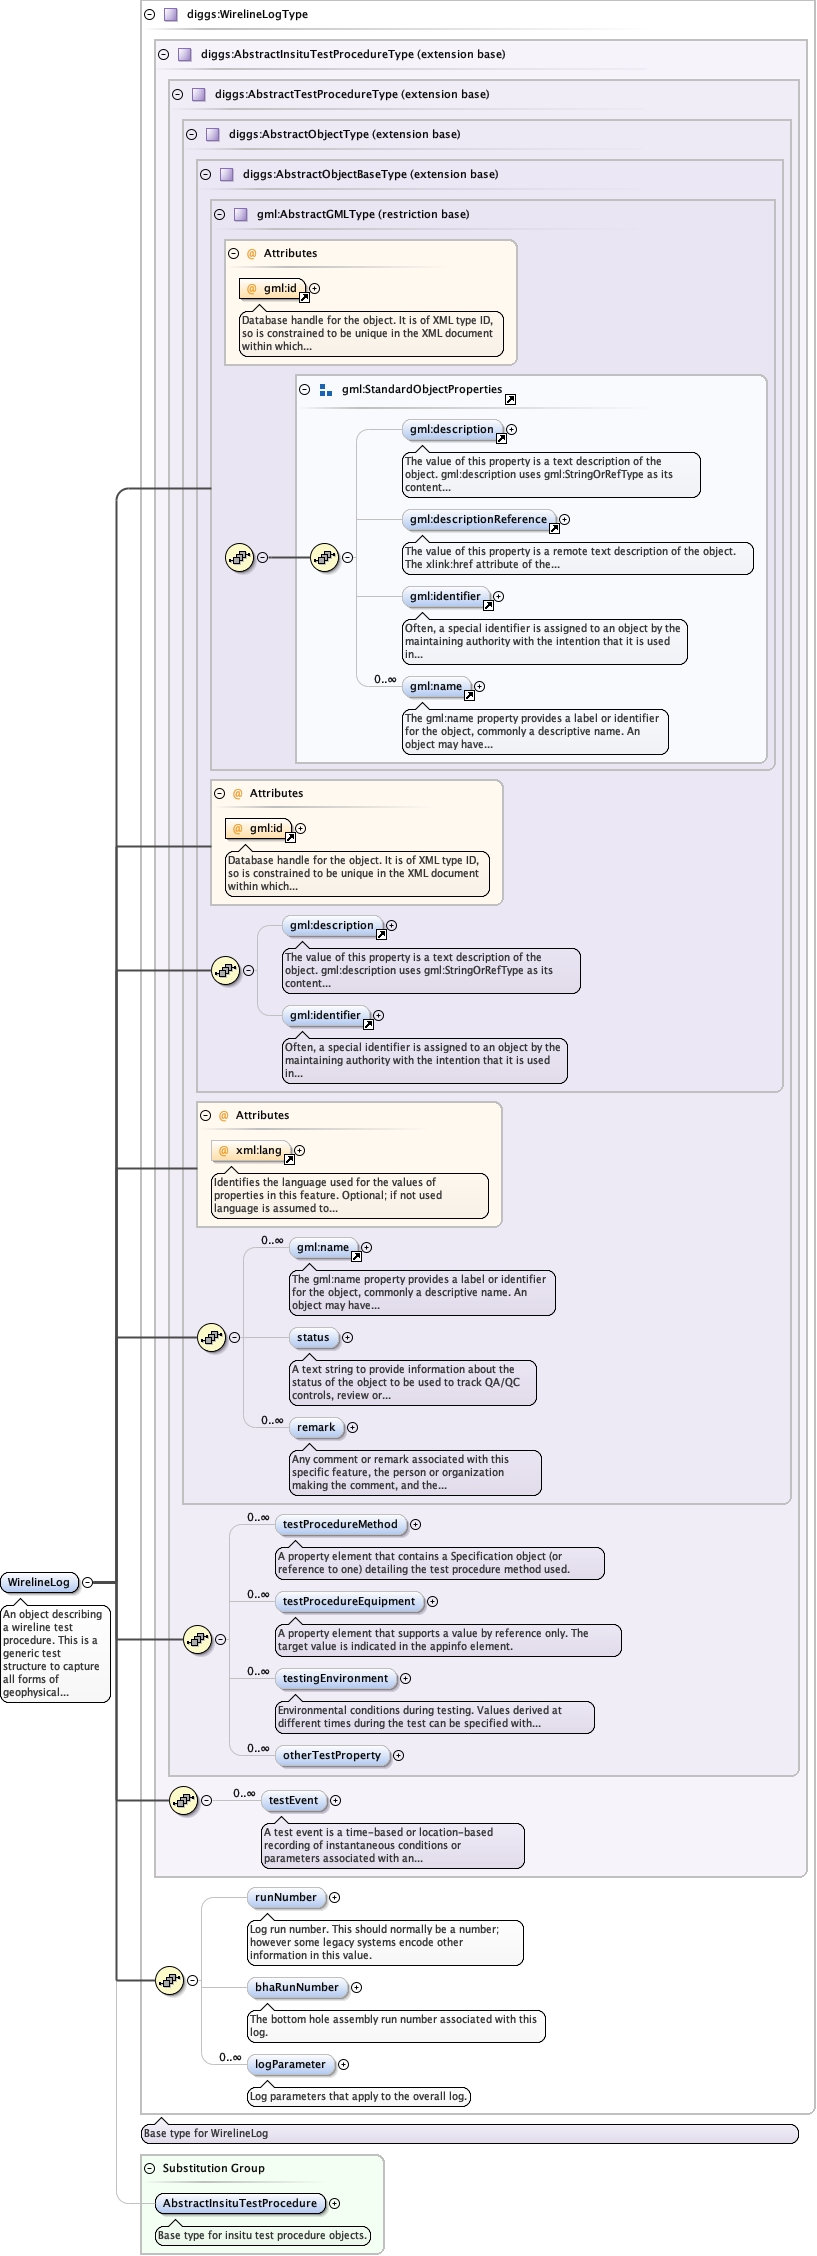 diggs:WirelineLogType
diggs:AbstractInsituTestProcedureType (extension base)
diggs:AbstractTestProcedureType (extension base)
diggs:AbstractObjectType (extension base)
diggs:AbstractObjectBaseType (extension base)
gml:AbstractGMLType (restriction base)
@ Attributes
@ gml:id
Database handle for the object. It is of XML type ID,
so is constrained to be unique in the XML document
within which...
gml:StandardObjectProperties
gml:description
The value of this property is a text description of the
object. gml:description uses gml:StringOrRefType as its
content...
gml:descriptionReference
The value of this property is a remote text description of the object.
The xlink:href attribute of the...
gml:identifier
Often, a special identifier is assigned to an object by the
maintaining authority with the intention that it is used
in...
0..∞
gml:name
The gml:name property provides a label or identifier
for the object, commonly a descriptive name. An
object may have...
@ Attributes
@ gml:id
Database handle for the object. It is of XML type ID,
so is constrained to be unique in the XML document
within which...
gml:description
The value of this property is a text description of the
object. gml:description uses gml:StringOrRefType as its
content...
gml:identifier
Often, a special identifier is assigned to an object by the
maintaining authority with the intention that it is used
in...
@ Attributes
@ xml:lang
Identifies the language used for the values of
properties in this feature. Optional; if not used
language is assumed to...
0..∞
gml:name
The gml:name property provides a label or identifier
for the object, commonly a descriptive name. An
object may have...
status
A text string to provide information about the
status of the object to be used to track QA/QC
controls, review or...
0..∞
remark
Any comment or remark associated with this
specific feature, the person or organization
making the comment, and the...
0..∞
testProcedureMethod
A property element that contains a Specification object (or
reference to one) detailing the test procedure method used.
WirelineLog
An object describing
a wireline test
procedure. This is a
generic test
structure to capture
all forms of
geophysical...
0..∞
testProcedureEquipment
A property element that supports a value by reference only. The
target value is indicated in the appinfo element.
0..∞
testingEnvironment
Environmental conditions during testing. Values derived at
different times during the test can be specified with...
0..∞
otherTestProperty
0..∞
testEvent
A test event is a time-based or location-based
recording of instantaneous conditions or
parameters associated with an...
runNumber
Log run number. This should normally be a number;
however some legacy systems encode other
information in this value.
bhaRunNumber
The bottom hole assembly run number associated with this
log.
0..∞
logParameter
Log parameters that apply to the overall log.
Base type for WirelineLog
Substitution Group
AbstractInsituTestProcedure
Base type for insitu test procedure objects.